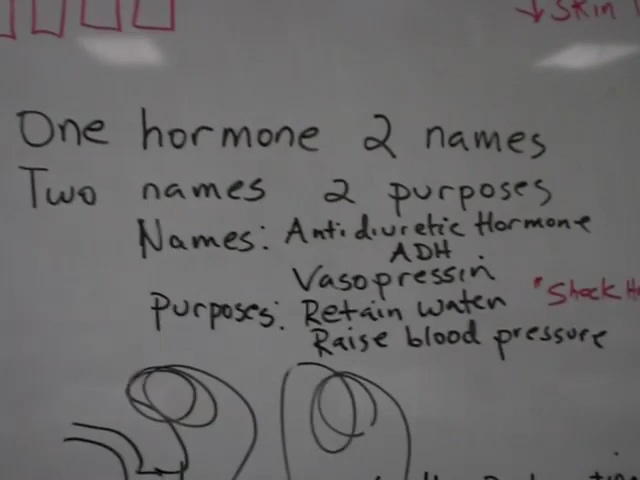 ↓ Skin
One hormone 2 names
Two names 2 purposes
Names: Antidiuretic Hormone
ADH
Vasopressin
Purposes: Retain water
"Shock
Raise blood pressure